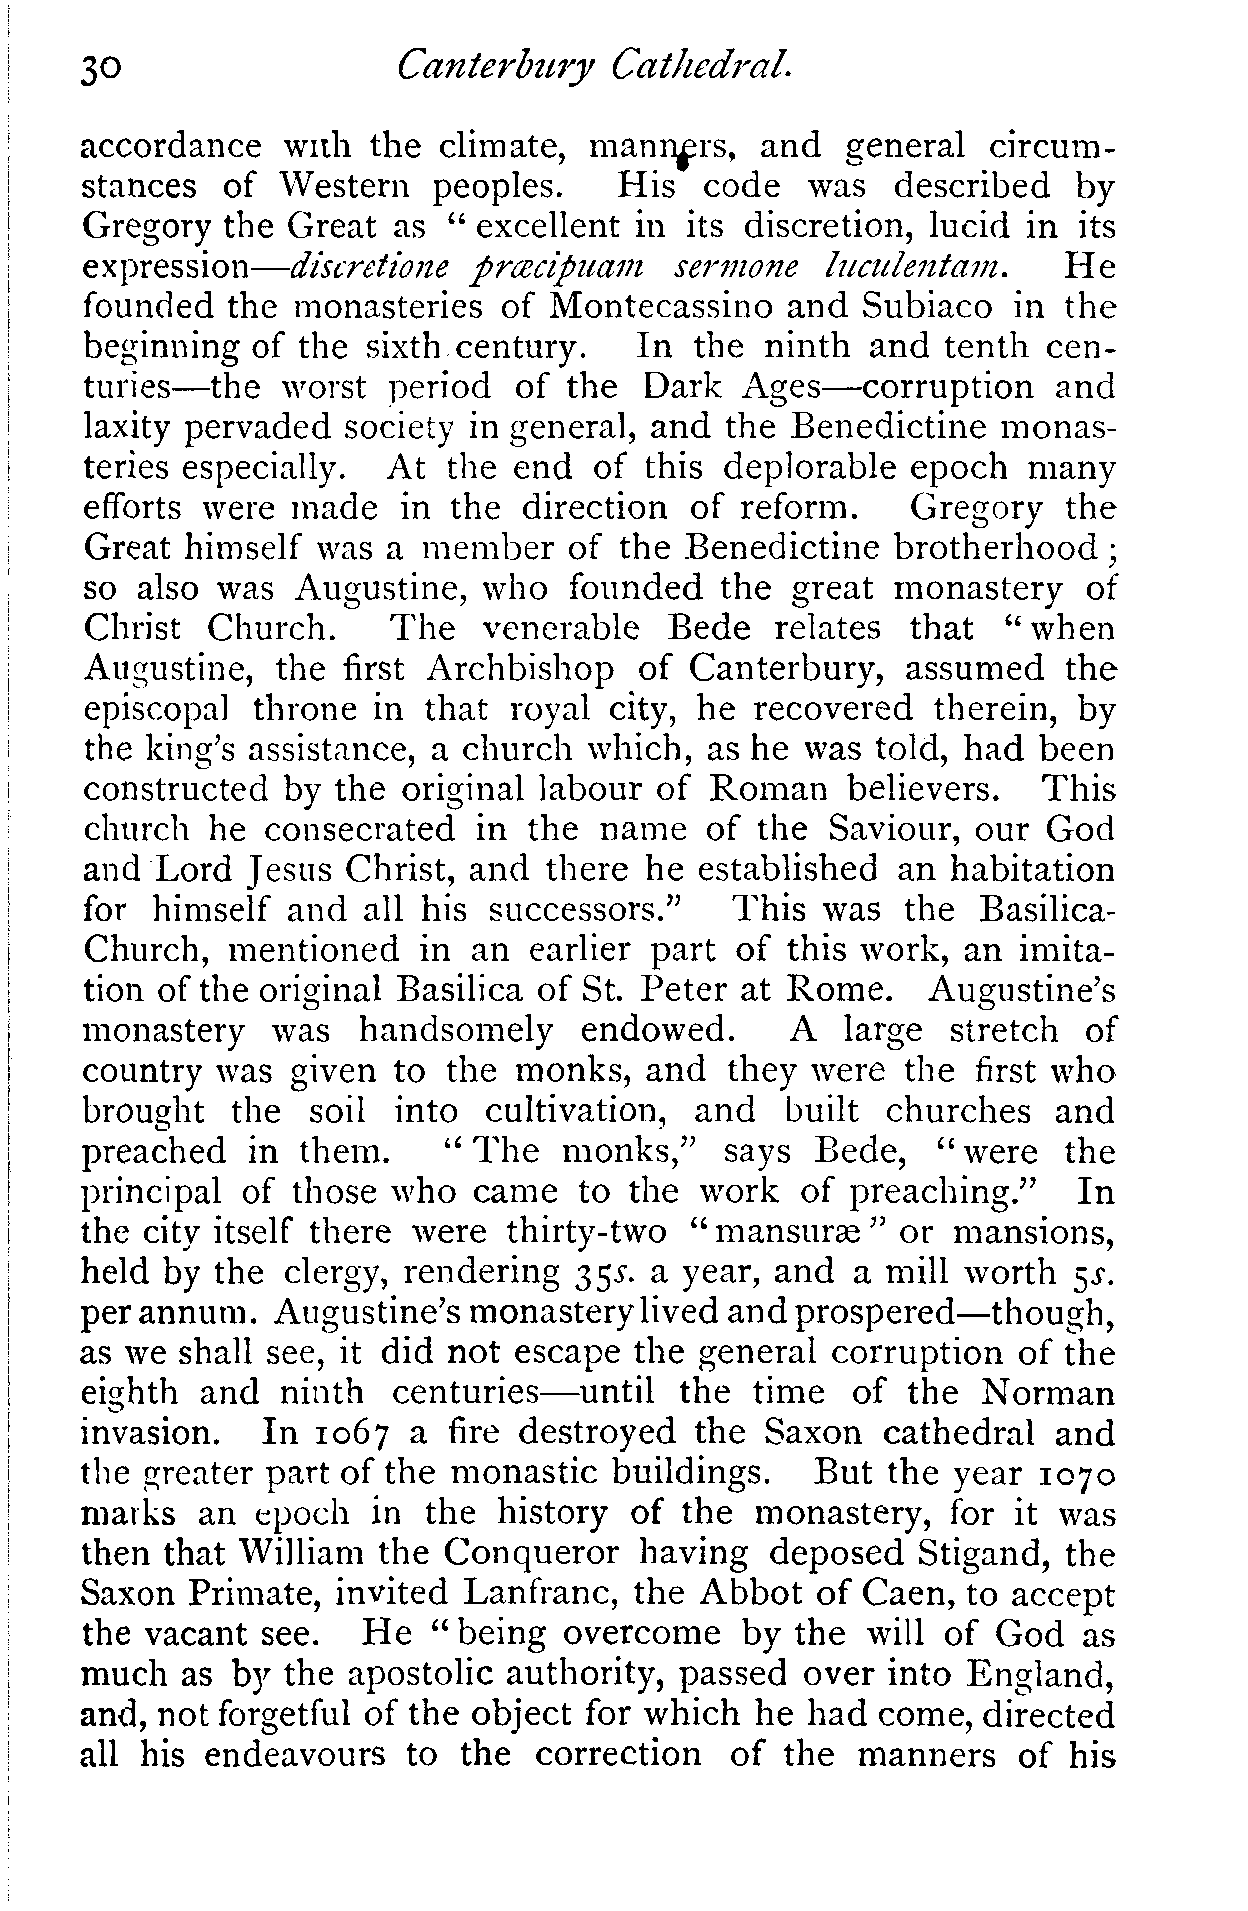 30 Canterbury Cathedral.
accordance with the climate, manners, and general circum-
stances of Western peoples. His code was described by
Gregory the Great as “ excellent in its discretion, lucid in its
expression—discretione præcipuam sermone luculentam. He
founded the monasteries of Montecassino and Subiaco in the
beginning of the sixth century. In the ninth and tenth cen-
turies—the worst period of the Dark Ages—corruption and
laxity pervaded society in general, and the Benedictine monas-
teries especially. At the end of this deplorable epoch many
efforts were made in the direction of reform. Gregory the
Great himself was a member of the Benedictine brotherhood ;
so also was Augustine, who founded the great monastery of
Christ Church. The venerable Bede relates that “ when
Augustine, the first Archbishop of Canterbury, assumed the
episcopal throne in that royal city, he recovered therein, by
the king’s assistance, a church which, as he was told, had been
constructed by the original labour of Roman believers. This
church he consecrated in the name of the Saviour, our God
and Lord Jesus Christ, and there he established an habitation
for himself and all his successors.” This was the Basilica-
Church, mentioned in an earlier part of this work, an imita-
tion of the original Basilica of St. Peter at Rome. Augustine’s
monastery was handsomely endowed. A large stretch of
country was given to the monks, and they were the first who
brought the soil into cultivation, and built churches and
preached in them. “ The monks,” says Bede, “ were the
principal of those who came to the work of preaching.” In
the city itself there were thirty-two “ mansuræ ” or mansions,
held by the clergy, rendering 35s. a year, and a mill worth 5s.
per annum. Augustine’s monastery lived and prospered—though,
as we shall see, it did not escape the general corruption of the
eighth and ninth centuries—until the time of the Norman
invasion. In 1067 a fire destroyed the Saxon cathedral and
the greater part of the monastic buildings. But the year 1070
marks an epoch in the history of the monastery, for it was
then that William the Conqueror having deposed Stigand, the
Saxon Primate, invited Lanfranc, the Abbot of Caen, to accept
the vacant see. He “ being overcome by the will of God as
much as by the apostolic authority, passed over into England,
and, not forgetful of the object for which he had come, directed
all his endeavours to the correction of the manners of his